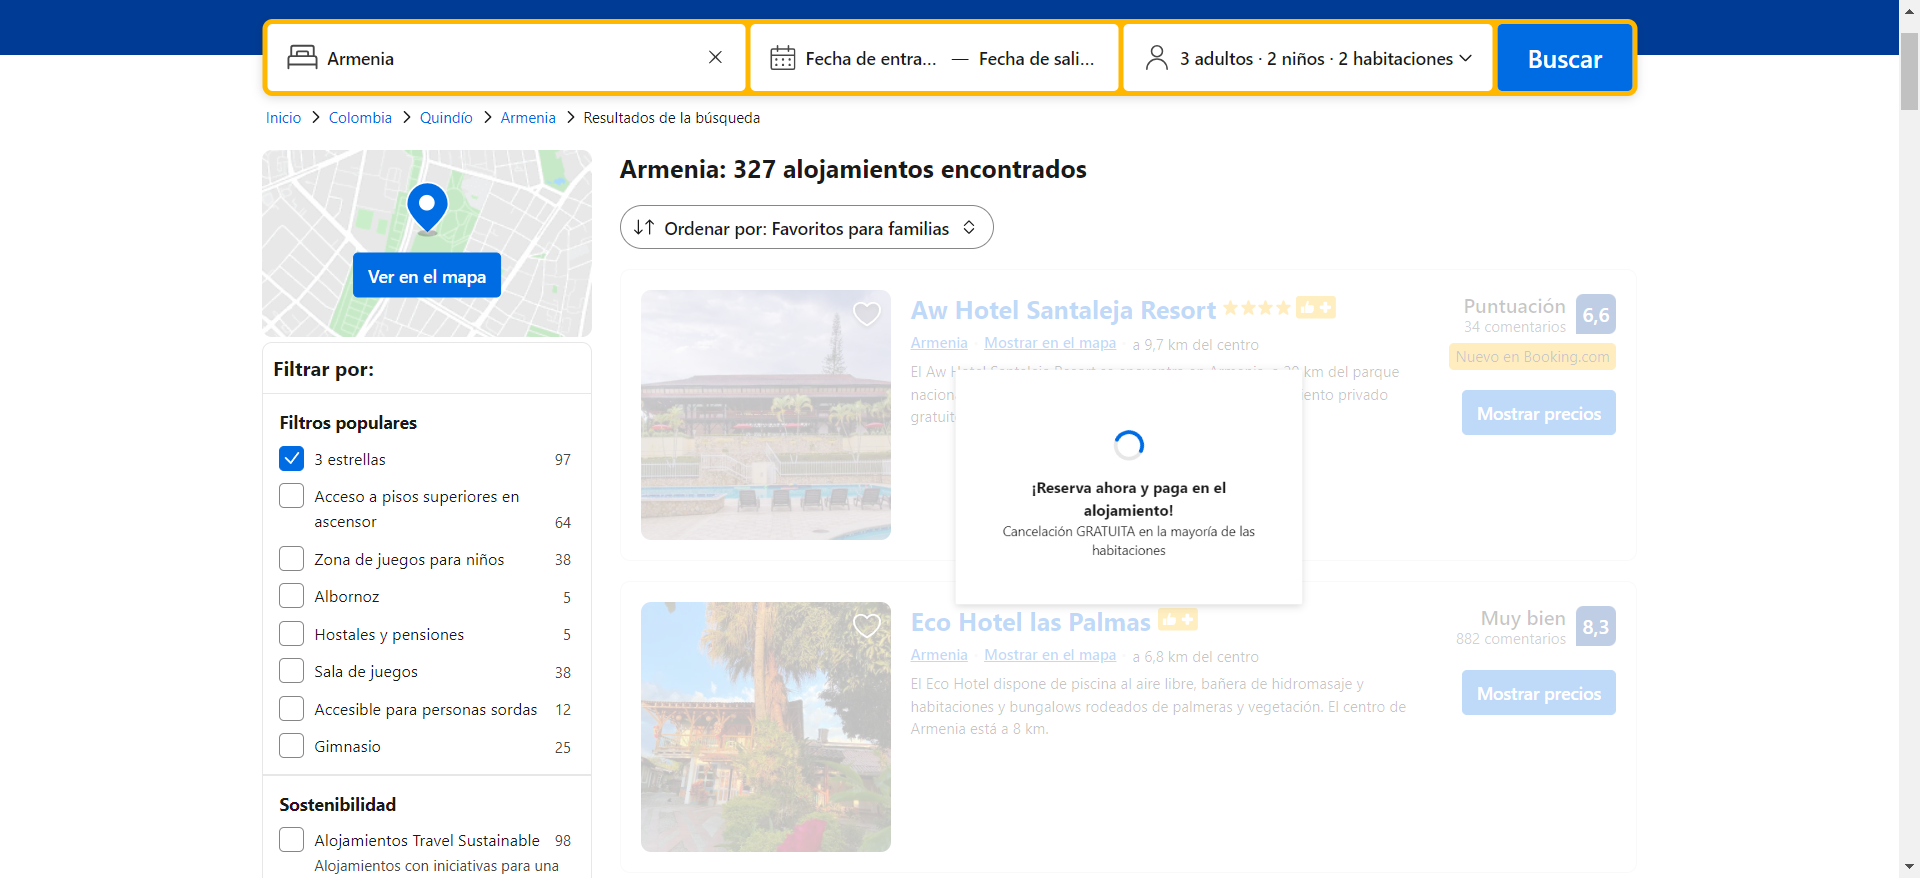 Armenia
Fecha de entra... — Fecha de sali...
3 adultos · 2 niños · 2 habitaciones
Buscar
Inicio > Colombia > Quindío > Armenia > Resultados de la búsqueda
Ver en el mapa
Filtrar por:
Filtros populares
3 estrellas 97
Acceso a pisos superiores en
ascensor 64
Zona de juegos para niños 38
Albornoz 5
Hostales y pensiones 5
Sala de juegos 38
Accesible para personas sordas 12
Gimnasio 25
Sostenibilidad
Alojamientos Travel Sustainable 98
Alojamientos con iniciativas para una
Armenia: 327 alojamientos encontrados
Ordenar por: Favoritos para familias
Aw Hotel Santaleja Resort
Armenia · Mostrar en el mapa · a 9,7 km del centro
El Aw Hotel Santaleja Resort se encuentra en Armenia, a 20 km del parque
nacion ento privado
gratuit
Puntuación 6,6
34 comentarios
Nuevo en Booking.com
Mostrar precios
¡Reserva ahora y paga en el
alojamiento!
Cancelación GRATUITA en la mayoría de las
habitaciones
Eco Hotel las Palmas
Armenia · Mostrar en el mapa · a 6,8 km del centro
El Eco Hotel dispone de piscina al aire libre, bañera de hidromasaje y
habitaciones y bungalows rodeados de palmeras y vegetación. El centro de
Armenia está a 8 km.
Muy bien 8,3
882 comentarios
Mostrar precios